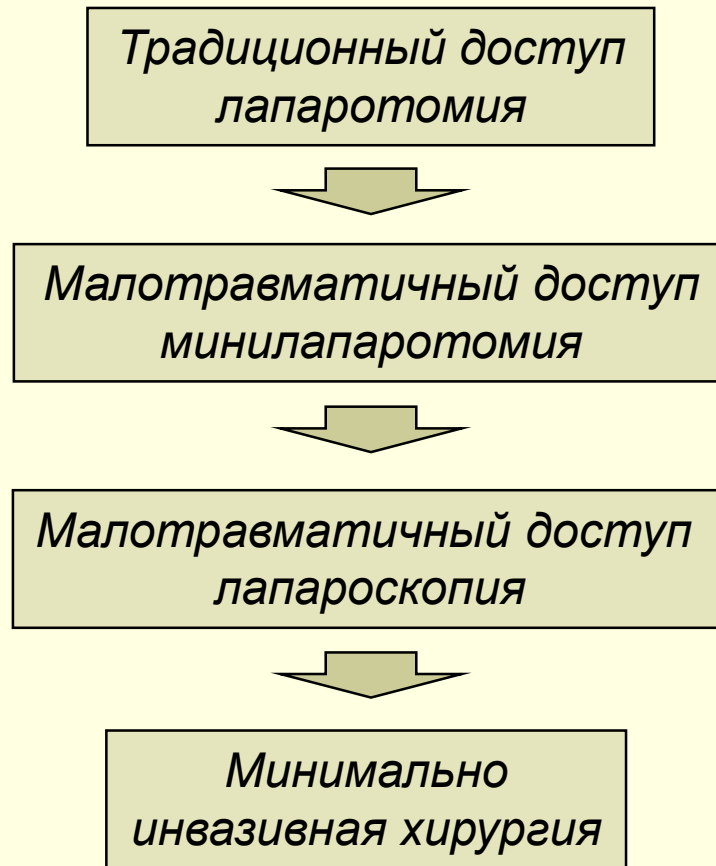 Традиционный доступ
лапаротомия
Малотравматичный доступ
минилапаротомия
Малотравматичный доступ
лапароскопия
Минимально
инвазивная хирургия